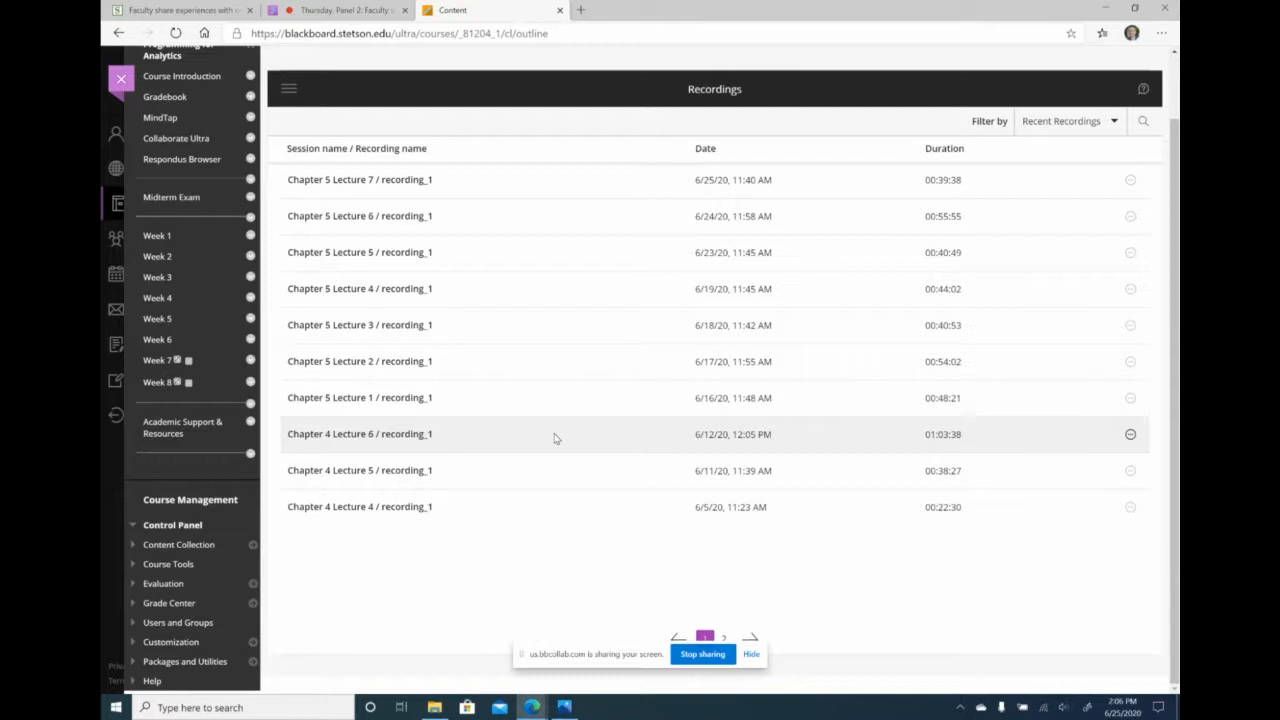 Faculty share experiences with o
Thursday, Panel 2: Faculty s
Content
https://blackboard.stetson.edu/ultra/courses/_81204_1/cl/outline
Programming for
Analytics
Course Introduction
Gradebook
MindTap
Collaborate Ultra
Respondus Browser
Midterm Exam
Week 1
Week 2
Week 3
Week 4
Week 5
Week 6
Week 7
Week 8
Academic Support &
Resources
Course Management
Control Panel
Content Collection
Course Tools
Evaluation
Grade Center
Users and Groups
Customization
Packages and Utilities
Help
Priv
Term
Recordings
Filter by Recent Recordings
Session name / Recording name Date Duration
Chapter 5 Lecture 7 / recording_1 6/25/20, 11:40 AM 00:39:38
Chapter 5 Lecture 6 / recording_1 6/24/20, 11:58 AM 00:55:55
Chapter 5 Lecture 5 / recording_1 6/23/20, 11:45 AM 00:40:49
Chapter 5 Lecture 4 / recording_1 6/19/20, 11:45 AM 00:44:02
Chapter 5 Lecture 3 / recording_1 6/18/20, 11:42 AM 00:40:53
Chapter 5 Lecture 2 / recording_1 6/17/20, 11:55 AM 00:54:02
Chapter 5 Lecture 1 / recording_1 6/16/20, 11:48 AM 00:48:21
Chapter 4 Lecture 6 / recording_1 6/12/20, 12:05 PM 01:03:38
Chapter 4 Lecture 5 / recording_1 6/11/20, 11:39 AM 00:38:27
Chapter 4 Lecture 4 / recording_1 6/5/20, 11:23 AM 00:22:30
1 2
us.bbcollab.com is sharing your screen. Stop sharing Hide
Type here to search
2:06 PM
6/25/2020